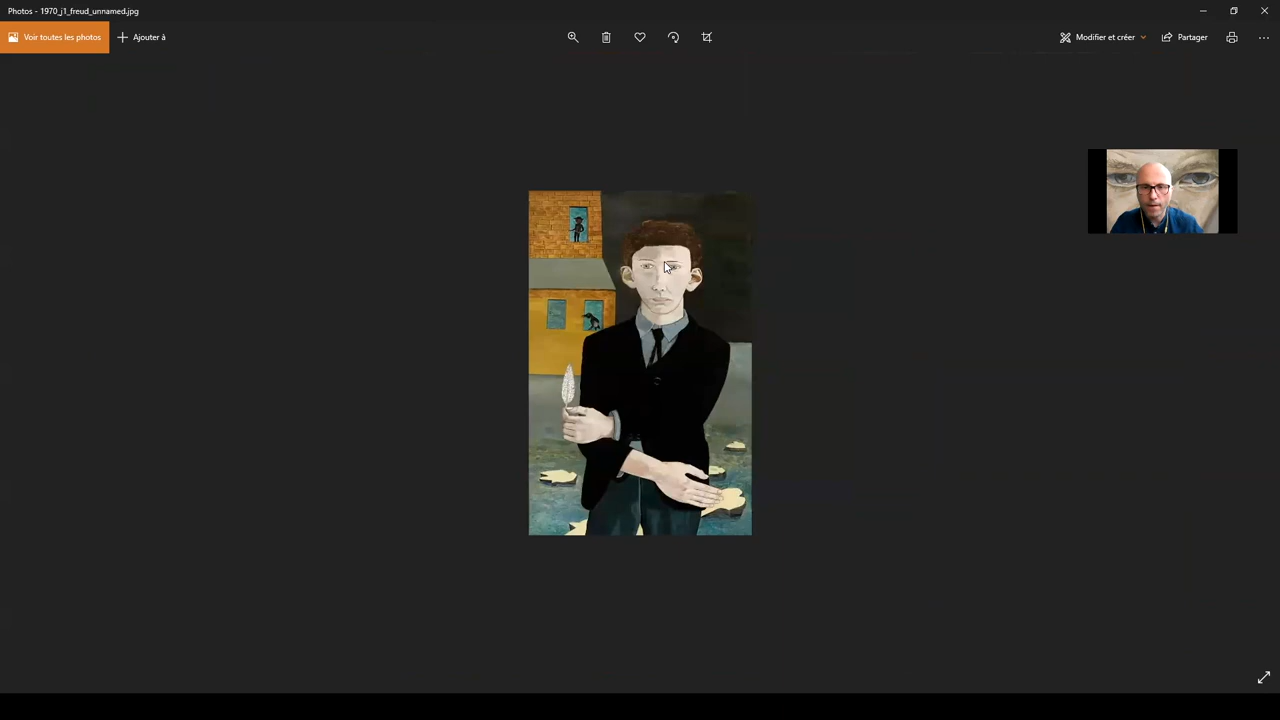 Photos - 1970_j1_freud_unnamed.jpg
Voir toutes les photos
Ajouter à
Modifier et créer
Partager